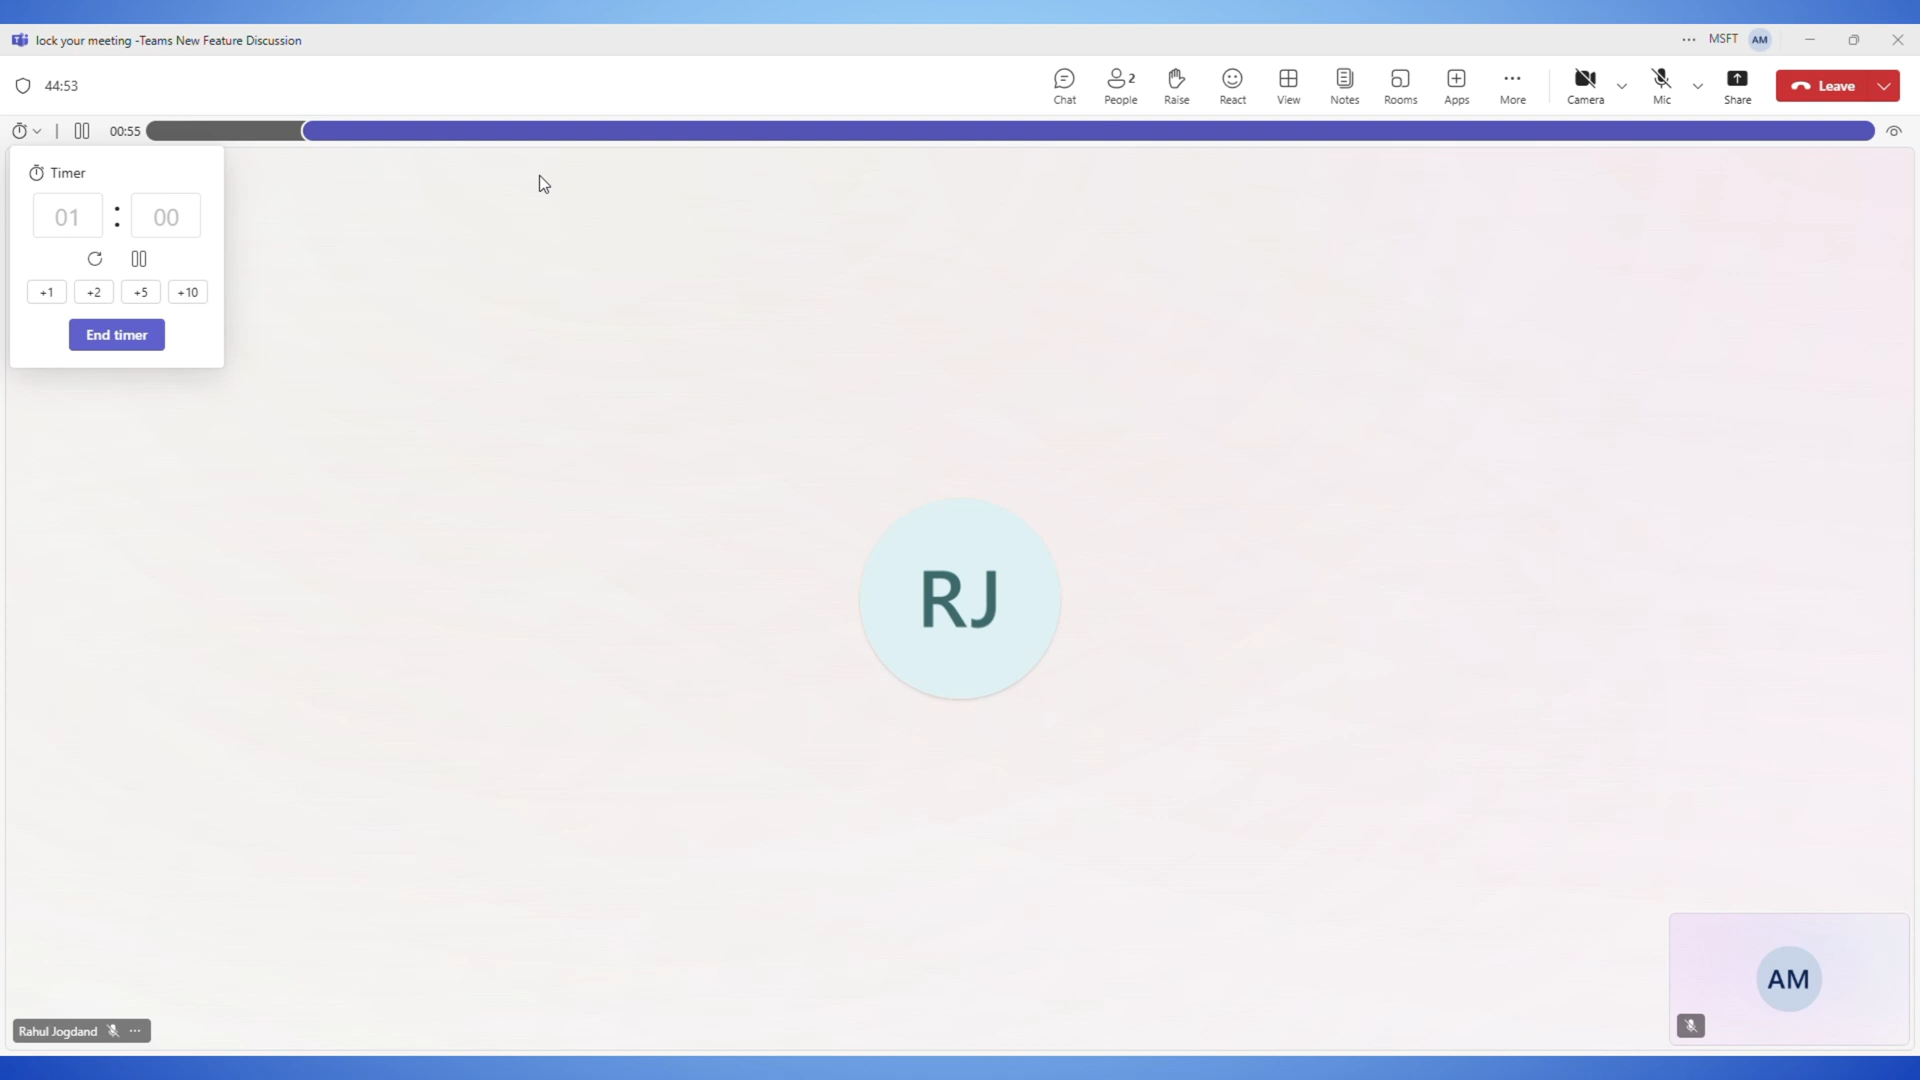 lock your meeting -Teams New Feature Discussion
MSFT AM
44:53
Chat
People 2
Raise
React
View
Notes
Rooms
Apps
More
Camera
Mic
Share
Leave
00:55
Timer
01 : 00
+1 +2 +5 +10
End timer
RJ
AM
Rahul Jogdand